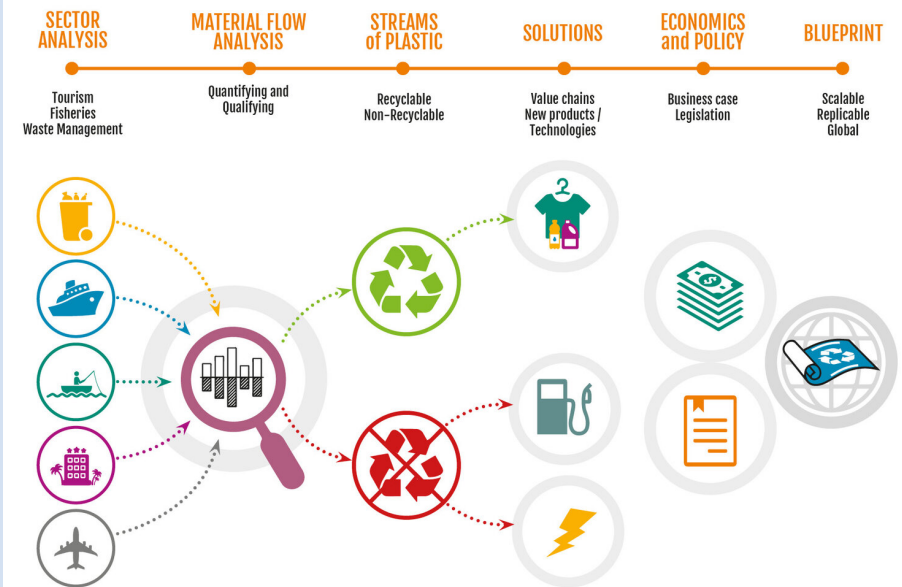 SECTOR
ANALYSIS
Tourism
Fisheries
Waste Management
MATERIAL FLOW
ANALYSIS
Quantifying and
Qualifying
STREAMS
of PLASTIC
Recyclable
Non-Recyclable
SOLUTIONS
Value chains
New products /
Technologies
ECONOMICS
and POLICY
Business case
Legislation
BLUEPRINT
Scalable
Replicable
Global
$